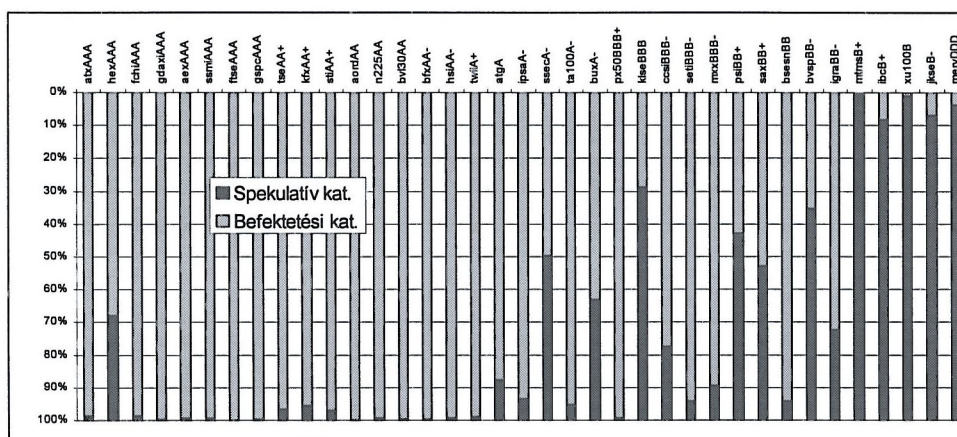 atxAAA
hexAAA
fchiAAA
gdaxiAAA
aexAAA
ssmiAAA
ftseAAA
gspcAAA
tseAA+
kfxAA+
stiAA+
aordAA
n225AA
bvl30AA
bfxAA-
hsiAA-
twiiA+
atgA
ipsaA-
ssecA-
ta100A-
buxA-
px50BBB+
klseBBB
ccsiBBB-
setiBBB-
mxxBBB-
psiBB+
saxBB+
bsesnBB
bvspBB-
igraBB-
mtmsB+
ibcB+
xu100B
jkseB-
mervDDD
0%
10%
20%
30%
40%
50%
60%
70%
80%
90%
100%
Spekulatív kat.
Befektetési kat.